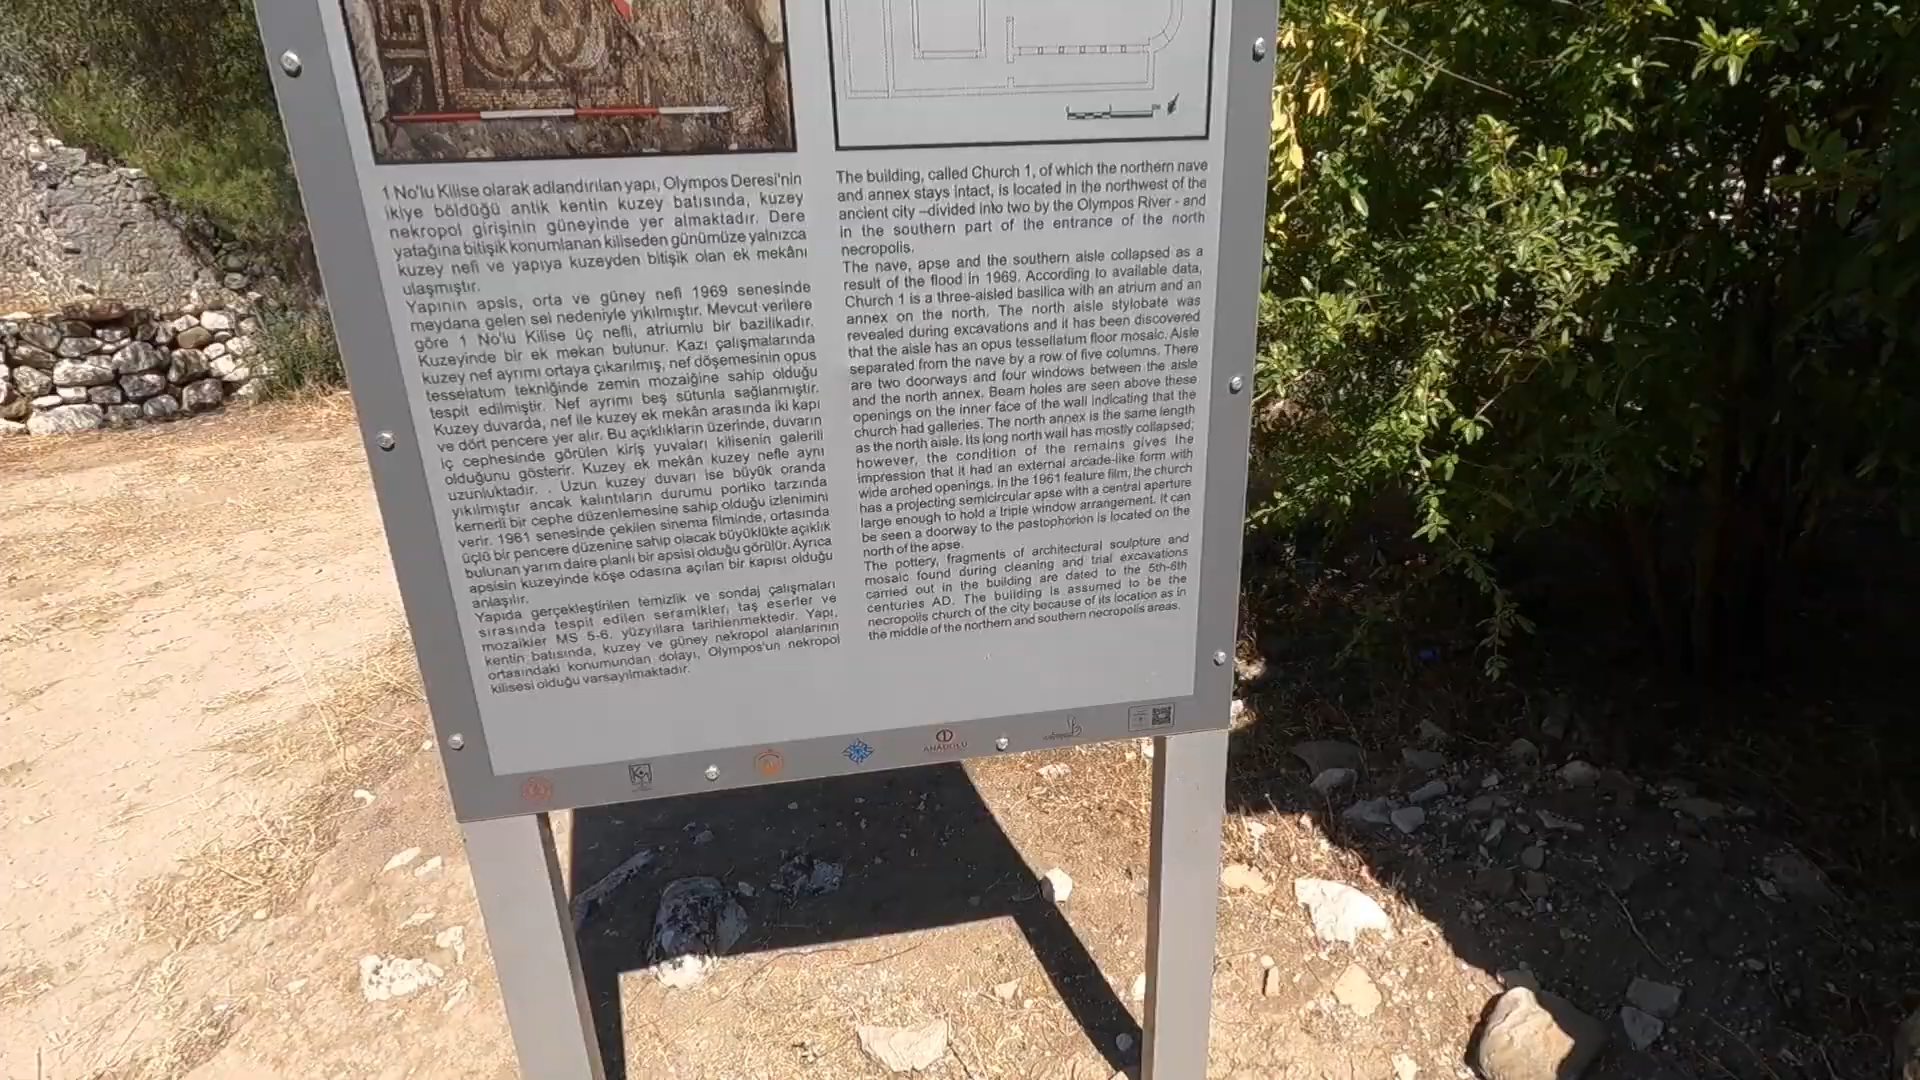 1 No'lu Kilise olarak adlandırılan yapı, Olympos Deresi'nin
ikiye böldüğü antik kentin kuzey batısında, kuzey
nekropol girişinin güneyinde yer almaktadır. Dere
yatağına bitişik konumlanan kiliseden günümüze yalnızca
kuzey nefi ve yapıya kuzeyden bitişik olan ek mekânı
ulaşmıştır.
Yapının apsis, orta ve güney nefi 1969 senesinde
meydana gelen sel nedeniyle yıkılmıştır. Mevcut verilere
göre 1 No'lu Kilise üç nefli, atriumlu bir bazilikadır.
Kuzeyinde bir ek mekan bulunur. Kazı çalışmalarında
kuzey nef ayrımı ortaya çıkarılmış, nef döşemesinin opus
tesselatum tekniğinde zemin mozaiğine sahip olduğu
tespit edilmiştir. Nef ayrımı beş sütunla sağlanmıştır.
Kuzey duvarda, nef ile kuzey ek mekân arasında iki kapı
ve dört pencere yer alır. Bu açıklıkların üzerinde, duvarın
iç cephesinde görülen kiriş yuvaları kilisenin galerili
olduğunu gösterir. Kuzey ek mekân kuzey nefle aynı
uzunluktadır. . Uzun kuzey duvarı ise büyük oranda
yıkılmıştır ancak kalıntıların durumu portiko tarzında
kemerli bir cephe düzenlemesine sahip olduğu izlenimini
verir. 1961 senesinde çekilen sinema filminde, ortasında
üçlü bir pencere düzenine sahip olacak büyüklükte açıklık
bulunan yarım daire planlı bir apsisi olduğu görülür. Ayrıca
apsisin kuzeyinde köşe odasına açılan bir kapısı olduğu
anlaşılır.
Yapıda gerçekleştirilen temizlik ve sondaj çalışmaları
sırasında tespit edilen seramikler, taş eserler ve
mozaikler MS 5-6. yüzyıllara tarihlenmektedir. Yapı,
kentin batısında, kuzey ve güney nekropol alanlarının
ortasındaki konumundan dolayı, Olympos'un nekropol
kilisesi olduğu varsayılmaktadır.
The building, called Church 1, of which the northern nave
and annex stays intact, is located in the northwest of the
ancient city –divided into two by the Olympos River - and
in the southern part of the entrance of the north
necropolis.
The nave, apse and the southern aisle collapsed as a
result of the flood in 1969. According to available data,
Church 1 is a three-aisled basilica with an atrium and an
annex on the north. The north aisle stylobate was
revealed during excavations and it has been discovered
that the aisle has an opus tessellatum floor mosaic. Aisle
separated from the nave by a row of five columns. There
are two doorways and four windows between the aisle
and the north annex. Beam holes are seen above these
openings on the inner face of the wall indicating that the
church had galleries. The north annex is the same length
as the north aisle. Its long north wall has mostly collapsed;
however, the condition of the remains gives the
impression that it had an external arcade-like form with
wide arched openings. In the 1961 feature film, the church
has a projecting semicircular apse with a central aperture
large enough to hold a triple window arrangement. It can
be seen a doorway to the pastophorion is located on the
north of the apse.
The pottery, fragments of architectural sculpture and
mosaic found during cleaning and trial excavations
carried out in the building are dated to the 5th-6th
centuries AD. The building is assumed to be the
necropolis church of the city because of its location as in
the middle of the northern and southern necropolis areas.
ANADOLU